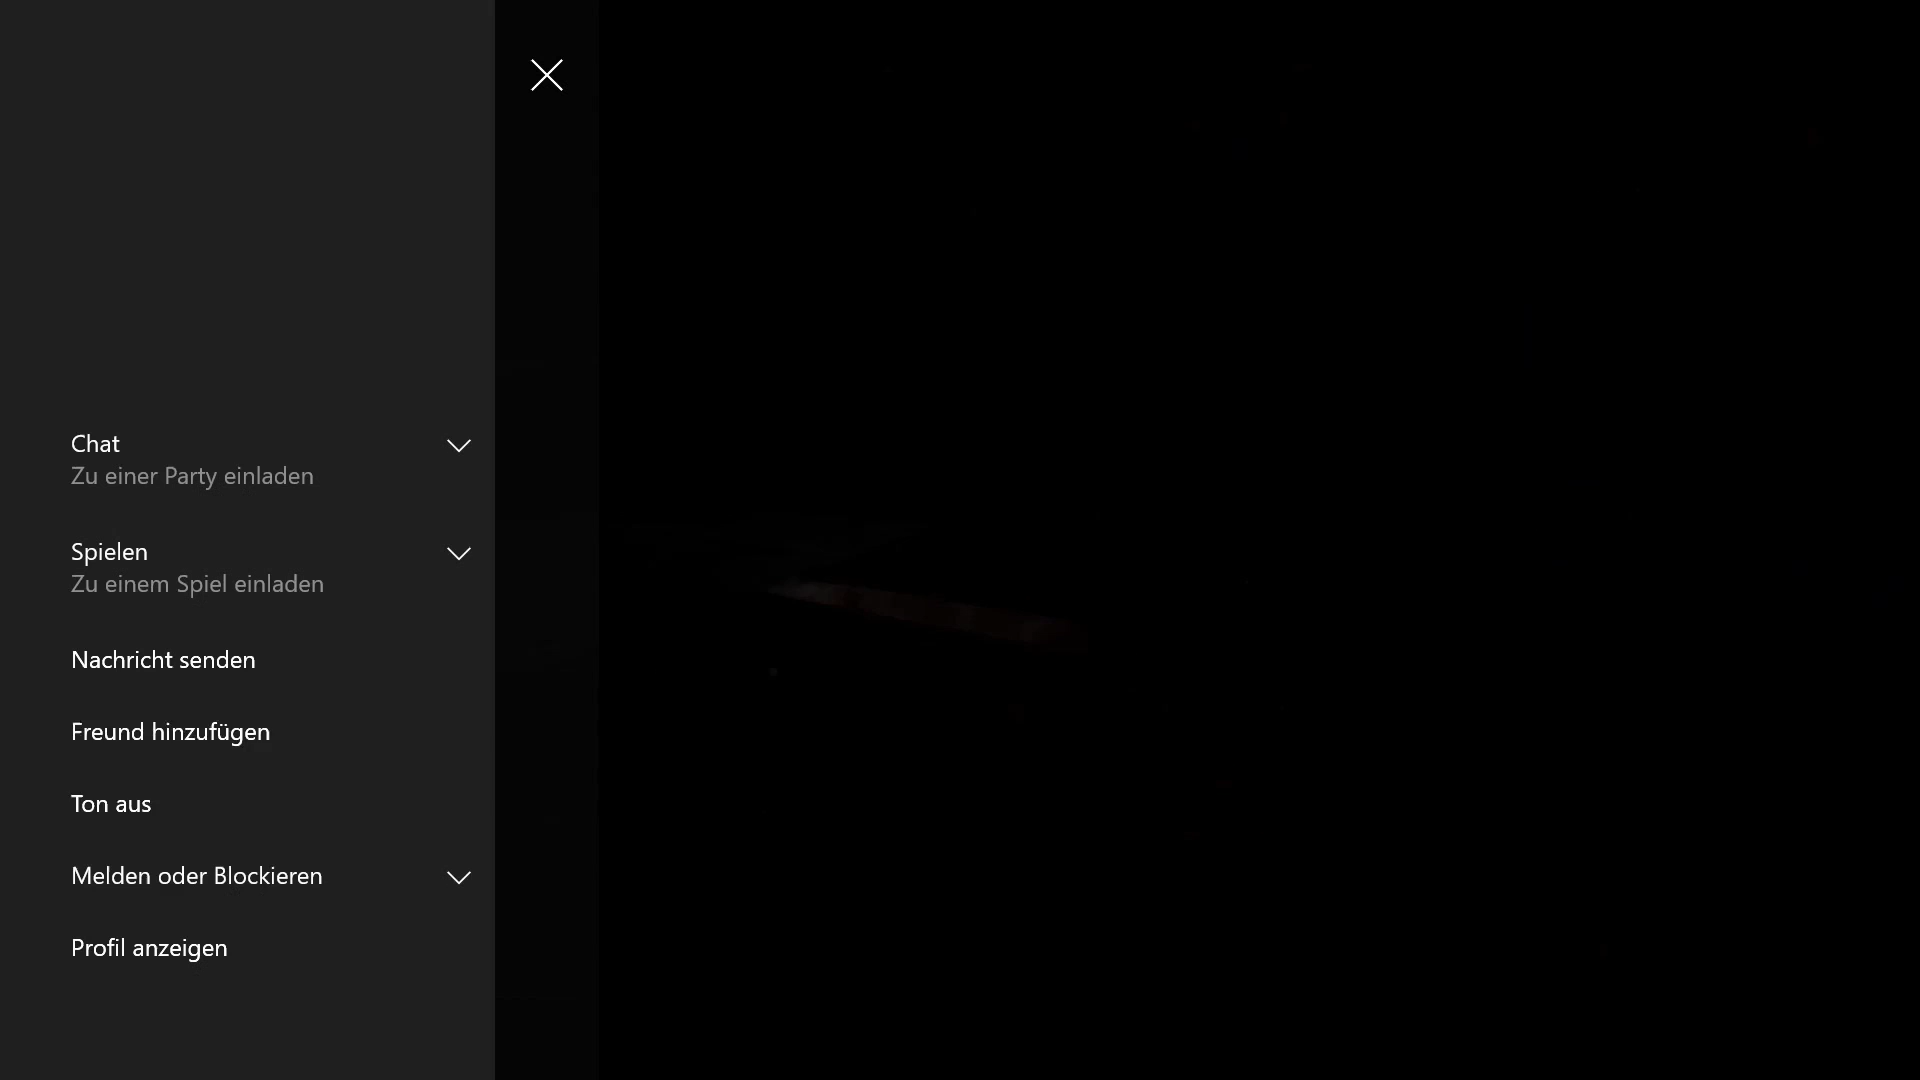 Chat
Zu einer Party einladen
Spielen
Zu einem Spiel einladen
Nachricht senden
Freund hinzufügen
Ton aus
Melden oder Blockieren
Profil anzeigen